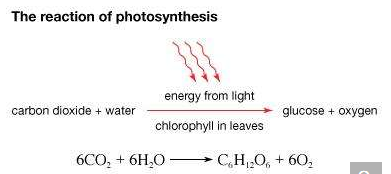 The reaction of photosynthesis
energy from light
carbon dioxide + water glucose + oxygen
chlorophyll in leaves
6CO₂ + 6H₂O ⟶ C₆H₁₂O₆ + 6O₂